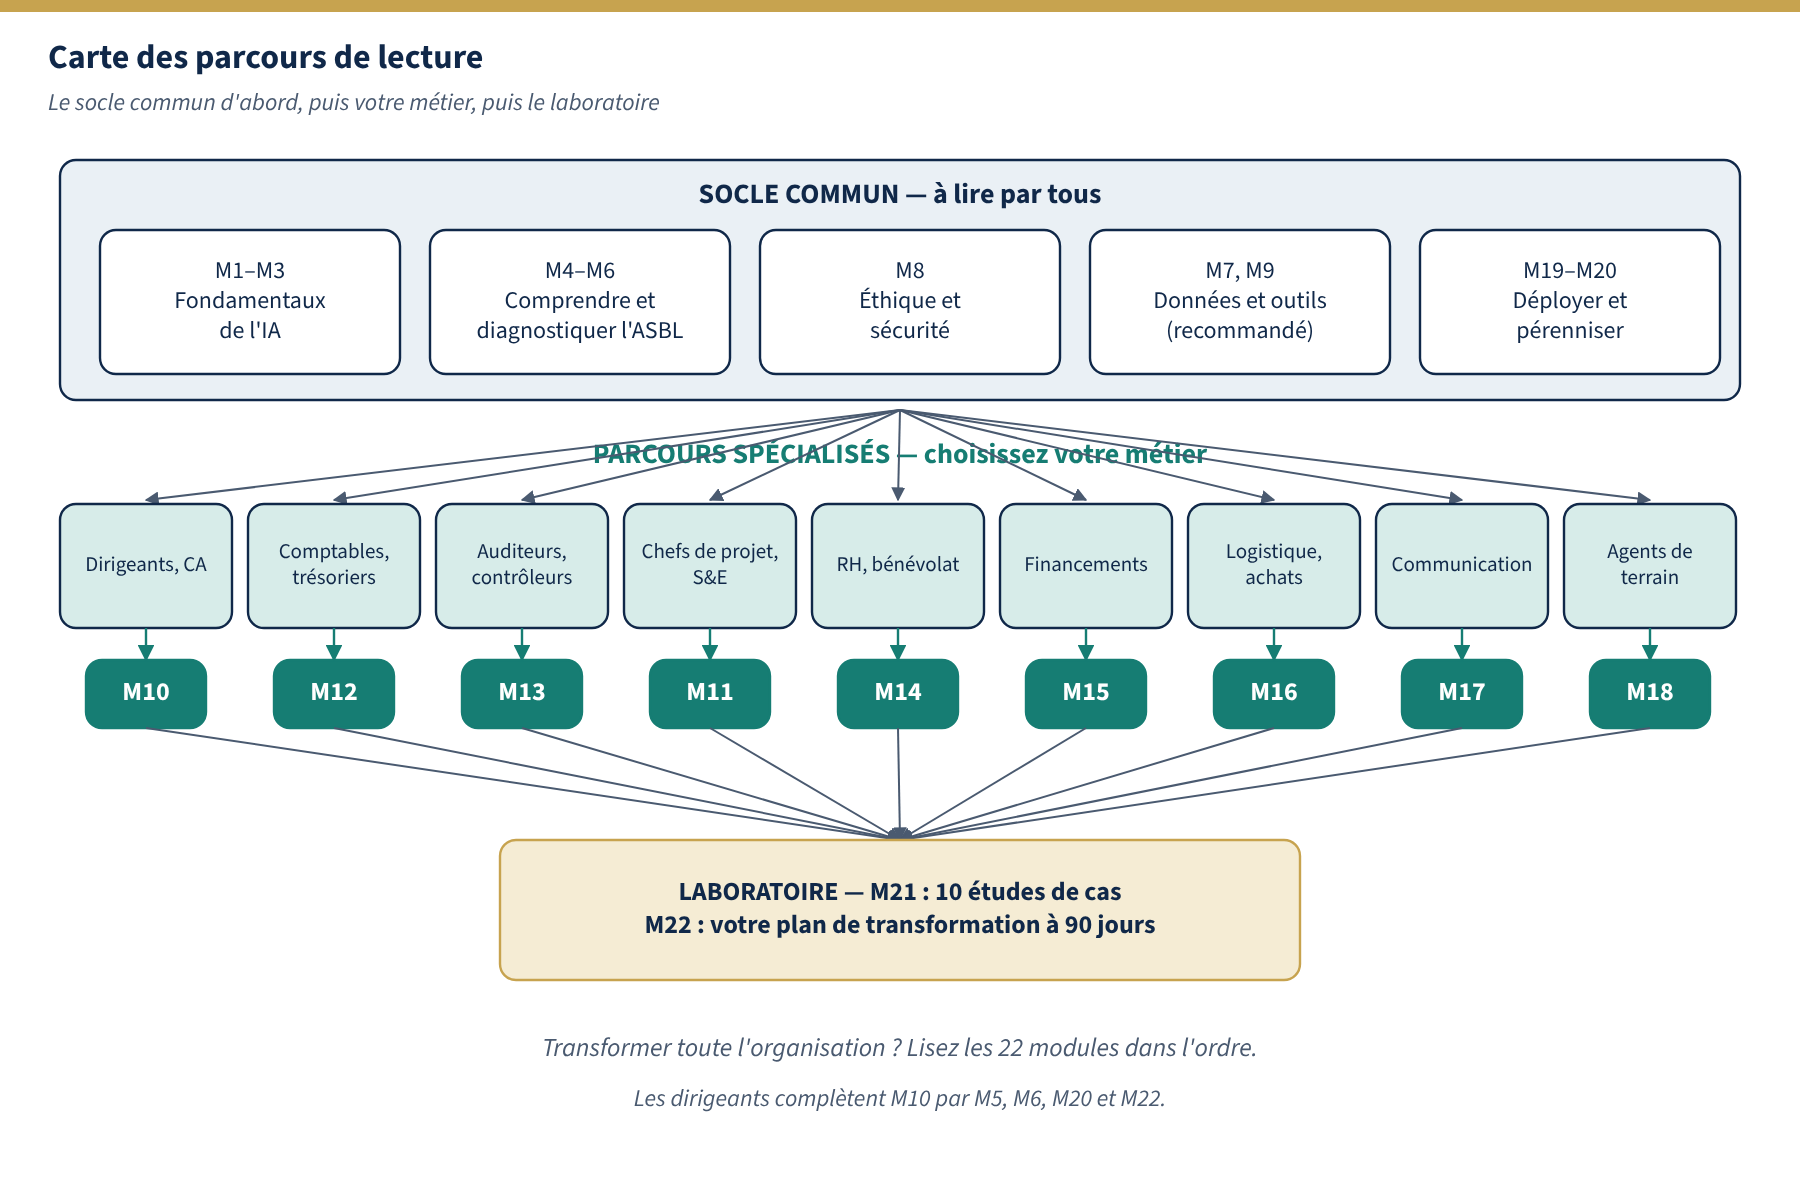 Carte des parcours de lecture
Le socle commun d'abord, puis votre métier, puis le laboratoire
SOCLE COMMUN — à lire par tous
M1–M3
Fondamentaux
de l'IA
M4–M6
Comprendre et
diagnostiquer l'ASBL
M8
Éthique et
sécurité
M7, M9
Données et outils
(recommandé)
M19–M20
Déployer et
pérenniser
PARCOURS SPÉCIALISÉS — choisissez votre métier
Dirigeants, CA
Comptables,
trésoriers
Auditeurs,
contrôleurs
Chefs de projet,
S&E
RH, bénévolat
Financements
Logistique,
achats
Communication
Agents de
terrain
M10
M12
M13
M11
M14
M15
M16
M17
M18
LABORATOIRE — M21 : 10 études de cas
M22 : votre plan de transformation à 90 jours
Transformer toute l'organisation ? Lisez les 22 modules dans l'ordre.
Les dirigeants complètent M10 par M5, M6, M20 et M22.